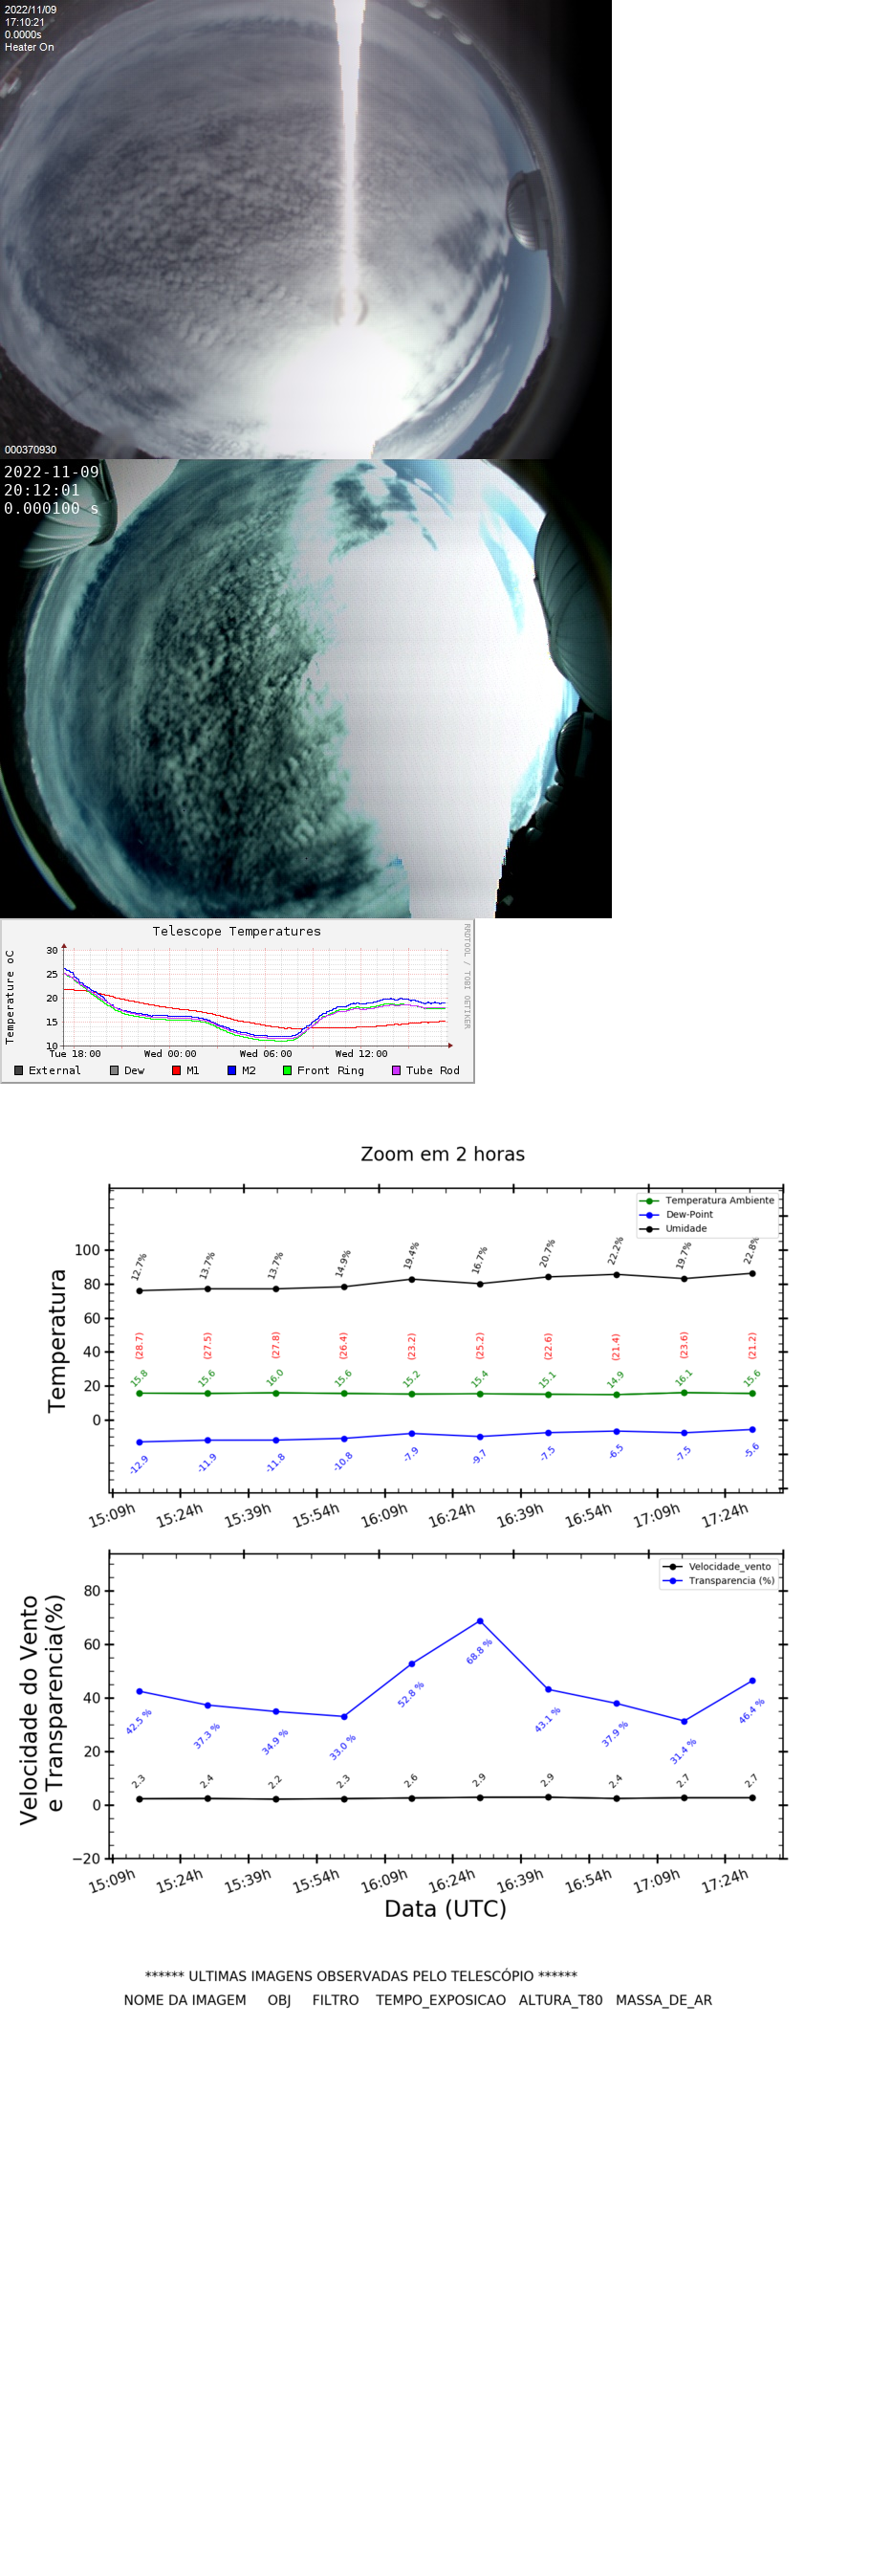 2022/11/09
17:10:21
0.0000s
Heater On
000370930
2022-11-09
20:12:01
0.000100 s
Telescope Temperatures
RRDTOOL / TOBI OETIKER
Temperature oC
30
25
20
15
10
Tue 18:00 Wed 00:00 Wed 06:00 Wed 12:00
External Dew M1 M2 Front Ring Tube Rod
Zoom em 2 horas
Temperatura Ambiente
Dew-Point
Umidade
Temperatura
100
80
60
40
20
0
12.7% 13.7% 13.7% 14.9% 19.4% 16.7% 20.7% 22.2% 19.7% 22.8%
(28.7) (27.5) (27.8) (26.4) (23.2) (25.2) (22.6) (21.4) (23.6) (21.2)
15.8 15.6 16.0 15.6 15.2 15.4 15.1 14.9 16.1 15.6
-12.9 -11.9 -11.8 -10.8 -7.9 -9.7 -7.5 -6.5 -7.5 -5.6
15:09h 15:24h 15:39h 15:54h 16:09h 16:24h 16:39h 16:54h 17:09h 17:24h
Velocidade_vento
Transparencia (%)
Velocidade do Vento
e Transparencia(%)
80
60
40
20
0
−20
42.5 % 37.3 % 34.9 % 33.0 % 52.8 % 68.8 % 43.1 % 37.9 % 31.4 % 46.4 %
2.3 2.4 2.2 2.3 2.6 2.9 2.9 2.4 2.7 2.7
15:09h 15:24h 15:39h 15:54h 16:09h 16:24h 16:39h 16:54h 17:09h 17:24h
Data (UTC)
****** ULTIMAS IMAGENS OBSERVADAS PELO TELESCÓPIO ******
NOME DA IMAGEM OBJ FILTRO TEMPO_EXPOSICAO ALTURA_T80 MASSA_DE_AR